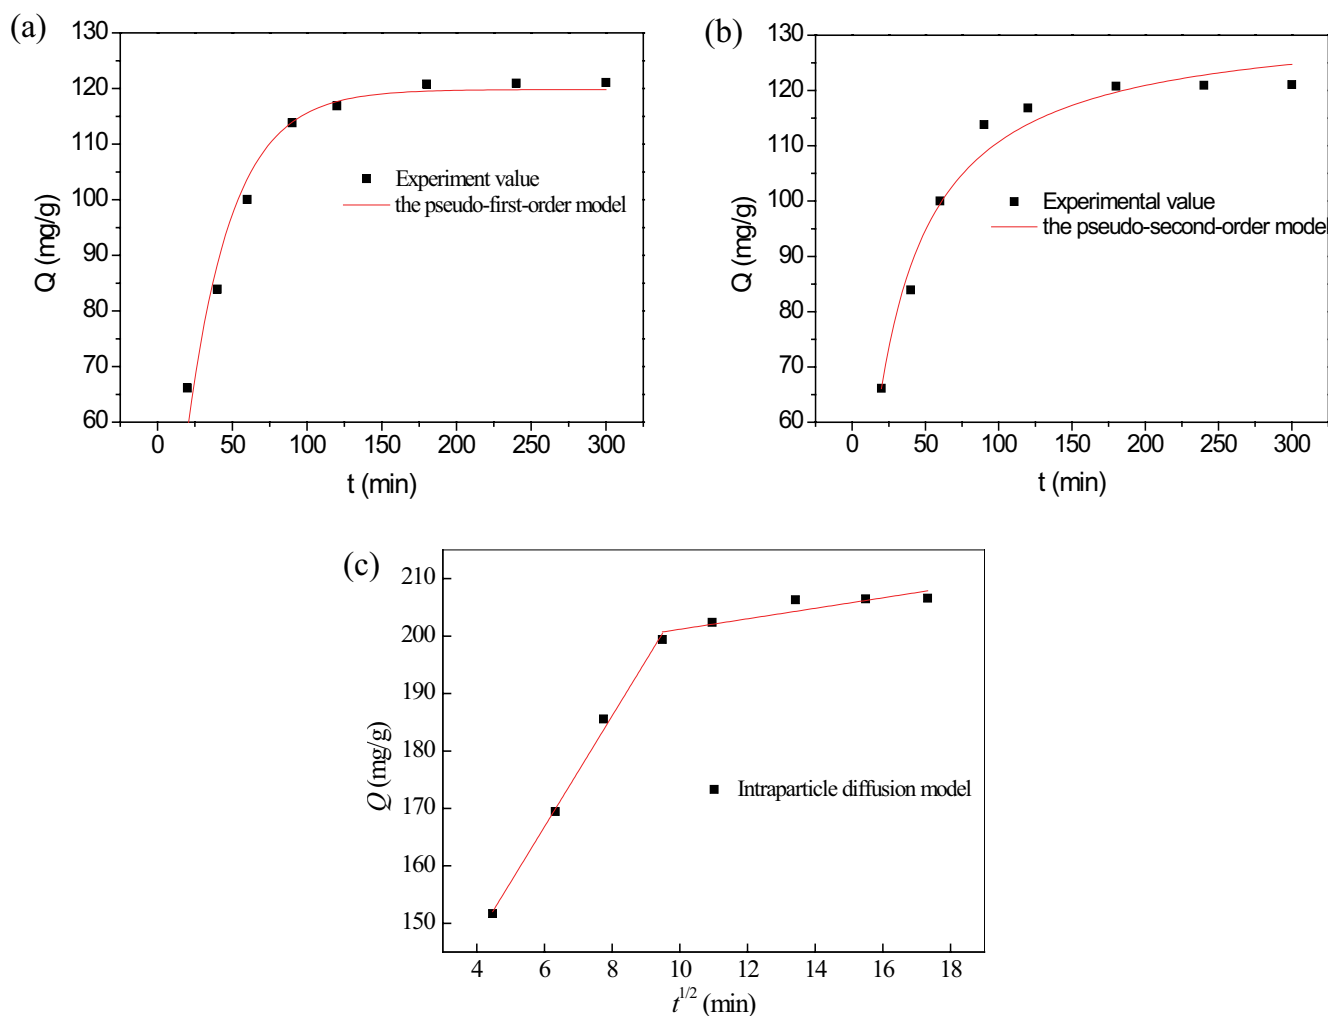 (a)
130
120
110
100
90
80
70
60
Q (mg/g)
Experiment value
the pseudo-first-order model
0 50 100 150 200 250 300
t (min)
(b)
130
120
110
100
90
80
70
60
Q (mg/g)
Experimental value
the pseudo-second-order model
0 50 100 150 200 250 300
t (min)
(c)
210
200
190
180
170
160
150
Q (mg/g)
Intraparticle diffusion model
4 6 8 10 12 14 16 18
t^{1/2} (min)